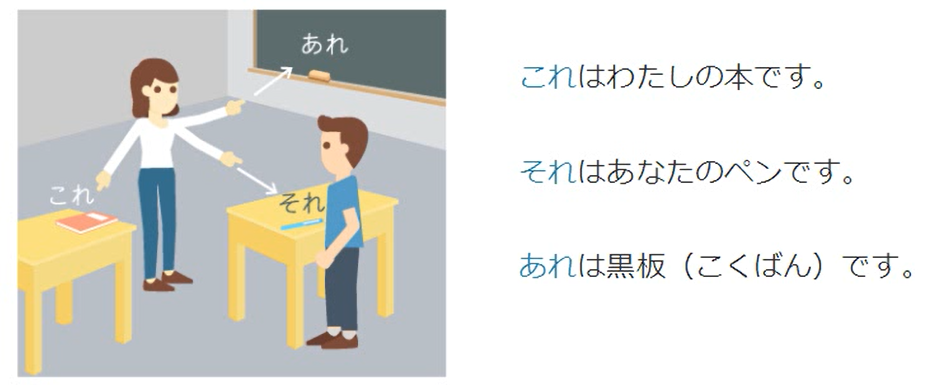 あれ
これ
それ
これはわたしの本です。
それはあなたのペンです。
あれは黒板（こくばん）です。